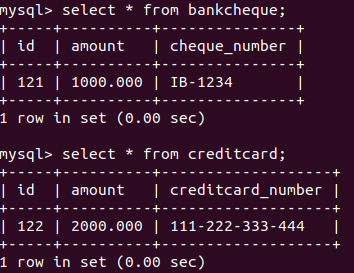 mysql> select * from bankcheque;
+-----+----------+---------------+
| id  | amount   | cheque_number |
+-----+----------+---------------+
| 121 | 1000.000 | IB-1234       |
+-----+----------+---------------+
1 row in set (0.00 sec)
mysql> select * from creditcard;
+-----+----------+-------------------+
| id  | amount   | creditcard_number |
+-----+----------+-------------------+
| 122 | 2000.000 | 111-222-333-444   |
+-----+----------+-------------------+
1 row in set (0.00 sec)